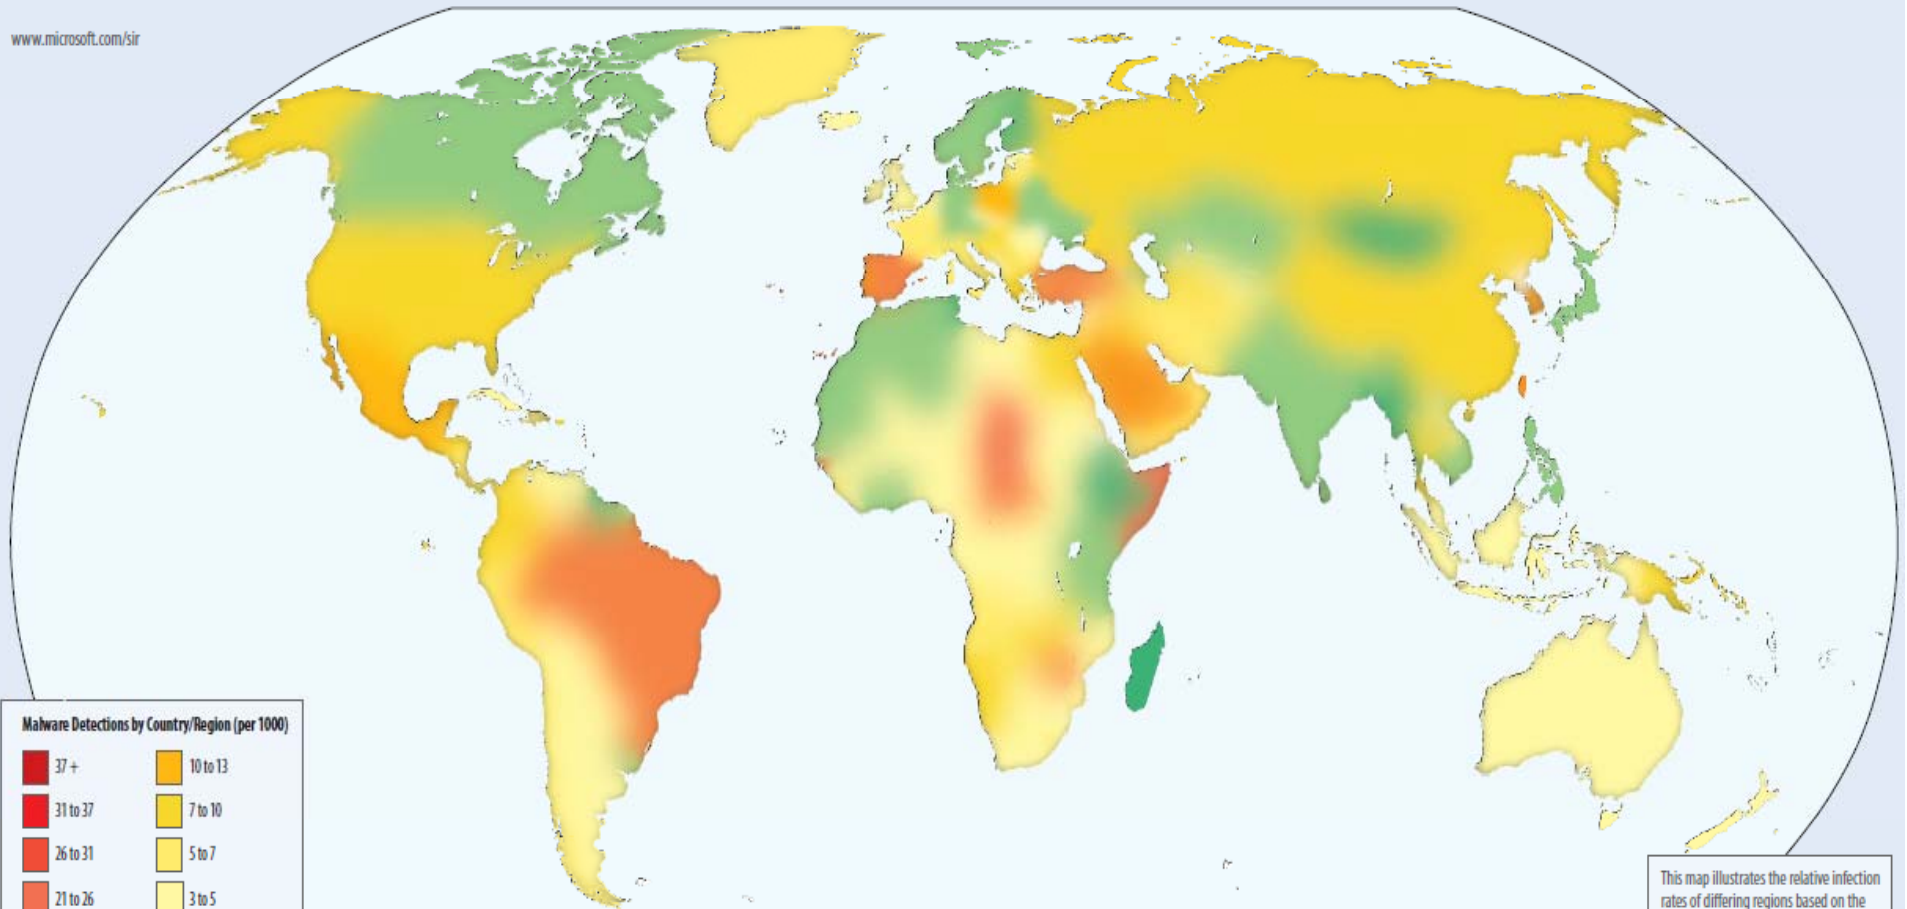 www.microsoft.com/sir
Malware Detections by Country/Region (per 1000)
37 +
10 to 13
31 to 37
7 to 10
26 to 31
5 to 7
21 to 26
3 to 5
This map illustrates the relative infection
rates of differing regions based on the